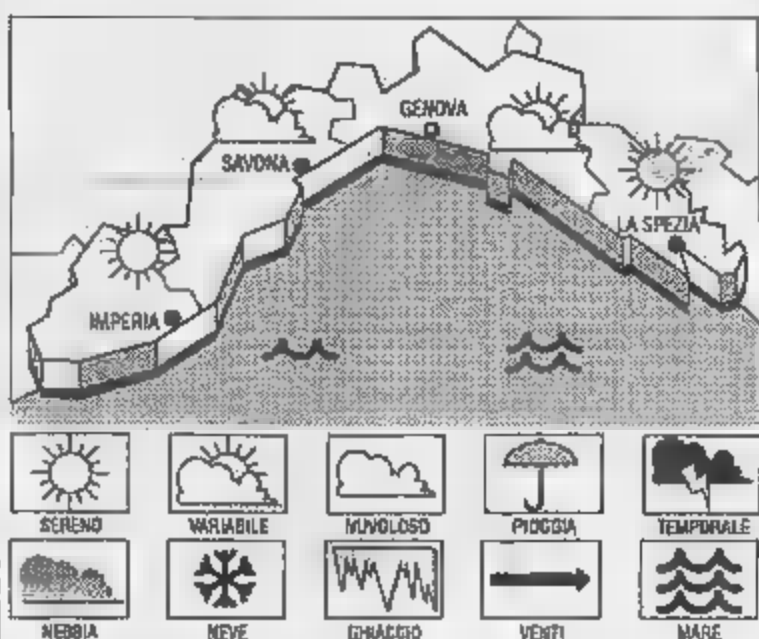 GENOVA
SAVONA
LA SPEZIA
IMPERIA
SERENO VARIABILE NUVOLOSO PIOGGIA TEMPORALE
NEBBIA NEVE GHIACCIO VENTI MARE